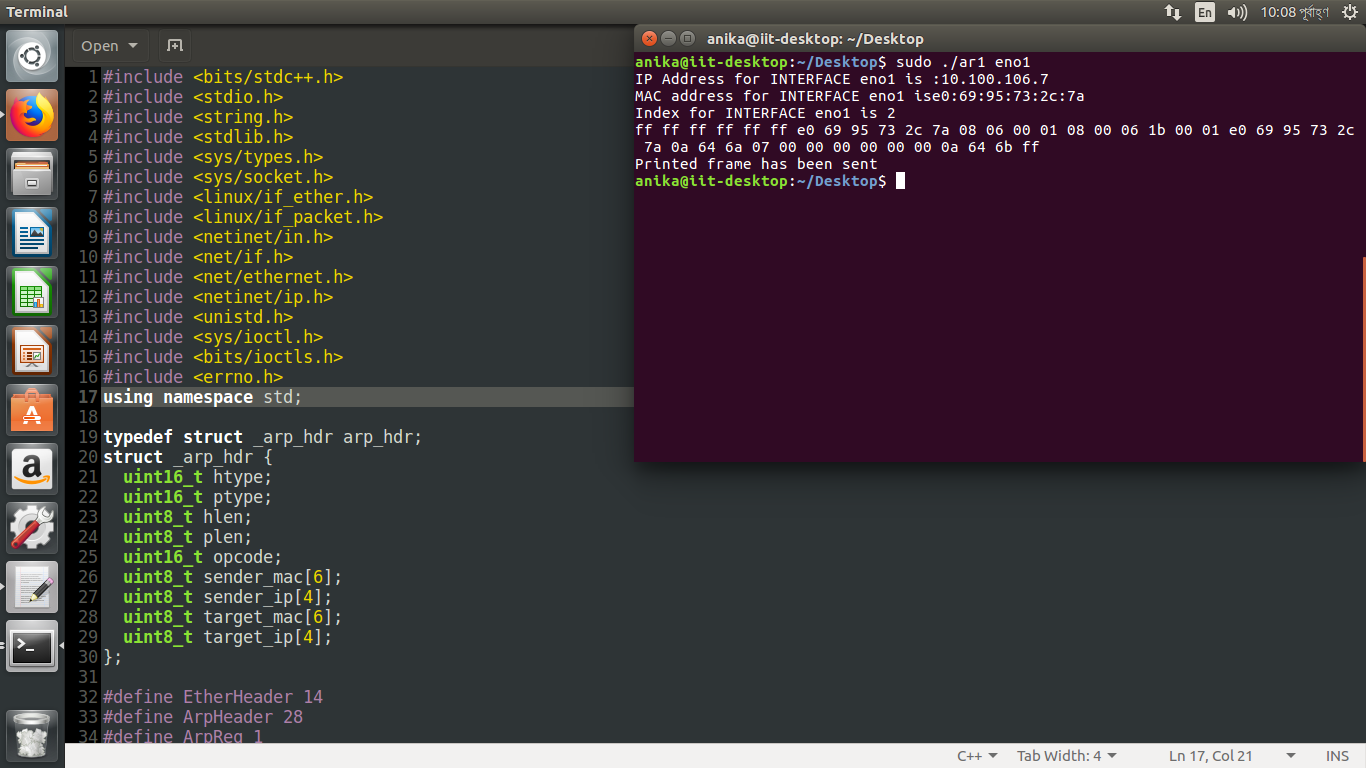 Terminal
En
10:08 পূর্বাহ্ণ
Open
1 #include <bits/stdc++.h>
2 #include <stdio.h>
3 #include <string.h>
4 #include <stdlib.h>
5 #include <sys/types.h>
6 #include <sys/socket.h>
7 #include <linux/if_ether.h>
8 #include <linux/if_packet.h>
9 #include <netinet/in.h>
10 #include <net/if.h>
11 #include <net/ethernet.h>
12 #include <netinet/ip.h>
13 #include <unistd.h>
14 #include <sys/ioctl.h>
15 #include <bits/ioctls.h>
16 #include <errno.h>
17 using namespace std;
18
19 typedef struct _arp_hdr arp_hdr;
20 struct _arp_hdr {
21   uint16_t htype;
22   uint16_t ptype;
23   uint8_t hlen;
24   uint8_t plen;
25   uint16_t opcode;
26   uint8_t sender_mac[6];
27   uint8_t sender_ip[4];
28   uint8_t target_mac[6];
29   uint8_t target_ip[4];
30 };
31
32 #define EtherHeader 14
33 #define ArpHeader 28
34 #define ArpReq 1
anika@iit-desktop: ~/Desktop
anika@iit-desktop:~/Desktop$ sudo ./ar1 eno1
IP Address for INTERFACE eno1 is :10.100.106.7
MAC address for INTERFACE eno1 ise0:69:95:73:2c:7a
Index for INTERFACE eno1 is 2
ff ff ff ff ff ff e0 69 95 73 2c 7a 08 06 00 01 08 00 06 1b 00 01 e0 69 95 73 2c
 7a 0a 64 6a 07 00 00 00 00 00 00 0a 64 6b ff
Printed frame has been sent
anika@iit-desktop:~/Desktop$
C++
Tab Width: 4
Ln 17, Col 21
INS